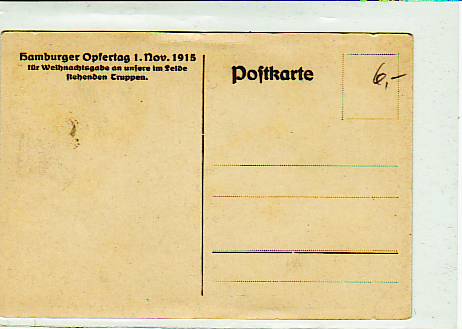 Hamburger Opfertag 1. Nov. 1915
für Weihnachtsgabe an unsere im Felde
stehenden Truppen.
Postkarte
6,-